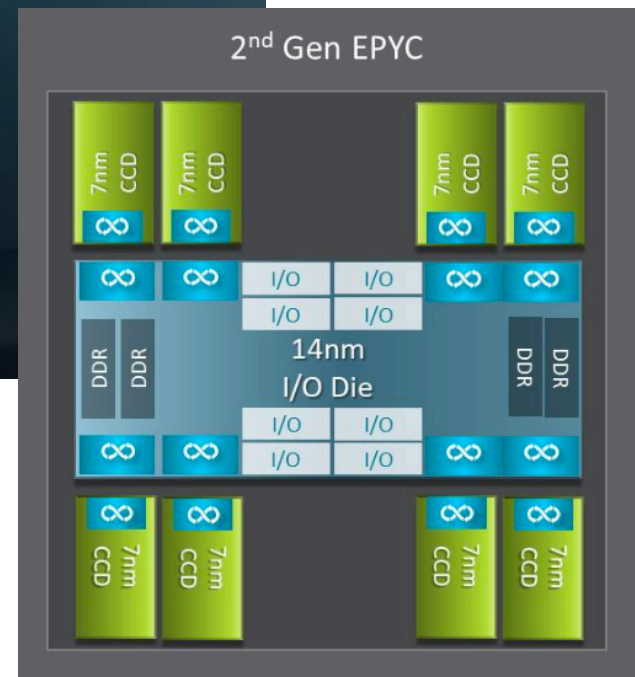 2nd Gen EPYC
7nm CCD
7nm CCD
7nm CCD
7nm CCD
I/O I/O
I/O I/O
14nm
I/O Die
DDR DDR
DDR DDR
I/O I/O
I/O I/O
7nm CCD
7nm CCD
7nm CCD
7nm CCD